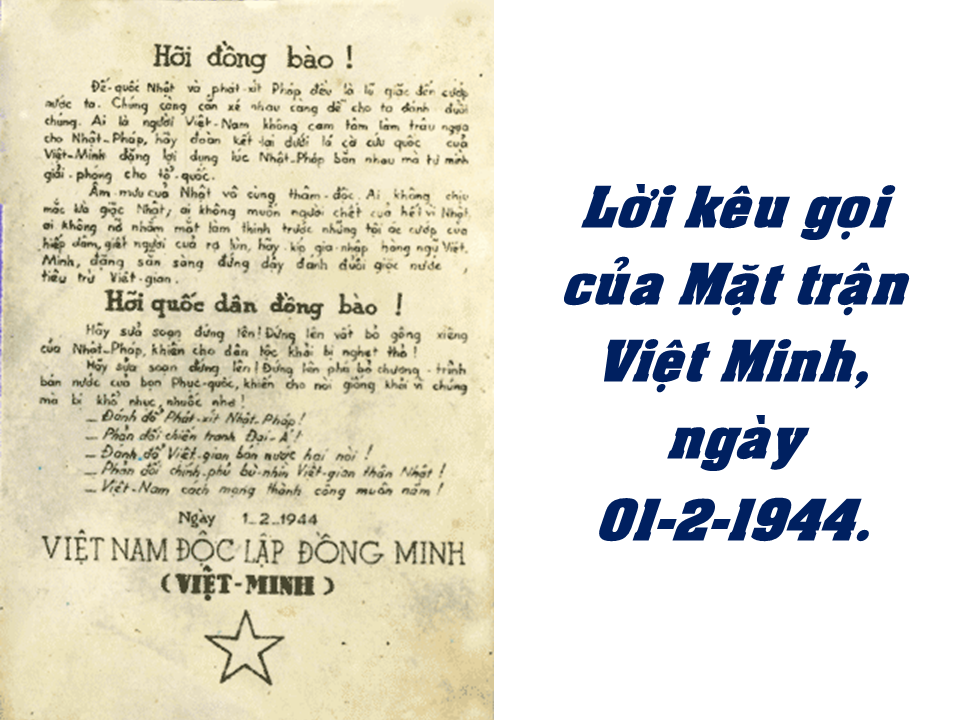 Hỡi đồng bào !
Đế-quốc Nhật và phát-xít Pháp đều là lũ giặc đến cướp
nước ta. Chúng càng cắn xé nhau càng dễ cho ta đánh đuổi
chúng. Ai là người Việt-Nam không cam tâm làm trâu ngựa
cho Nhật-Pháp, hãy đoàn kết lại dưới lá cờ cứu quốc của
Việt-Minh đặng lợi dụng lúc Nhật-Pháp bắn nhau mà tự mình
giải-phóng cho tổ-quốc.
Âm-mưu của Nhật vô cùng thâm-độc. Ai không chịu
mắc lừa giặc Nhật, ai không muốn người chết của hết vì Nhật,
ai không nỡ nhắm mắt làm thinh trước những tội ác cướp của
hiếp dâm, giết người của nó, hãy kíp gia-nhập hàng ngũ Việt-
Minh, đặng sẵn sàng đứng dậy đánh đuổi giặc nước,
tiễu trừ Việt-gian.
Hỡi quốc dân đồng bào !
Hãy sửa soạn đứng lên! Đứng lên vất bỏ gông xiềng
của Nhật-Pháp, khiến cho dân tộc khỏi bị nghẹt thở!
Hãy sửa soạn đứng lên! Đứng lên phá bỏ chương-trình
bán nước của bọn Phục-quốc, khiến cho nòi giống khỏi vì chúng
mà bị khổ nhục, nhuốc nhơ!
_ Đánh đổ Phát-xít Nhật-Pháp!
_ Phản đối chiến tranh Đại-Á!
_ Đánh đổ Việt-gian bán nước hại nòi!
_ Phản đối chính-phủ bù-nhìn Việt-gian thân Nhật!
_ Việt-Nam cách mạng thành công muôn năm!
Ngày 1_2_1944
VIỆT NAM ĐỘC LẬP ĐỒNG MINH
(VIỆT-MINH)
Lời kêu gọi
của Mặt trận
Việt Minh,
ngày
01-2-1944.